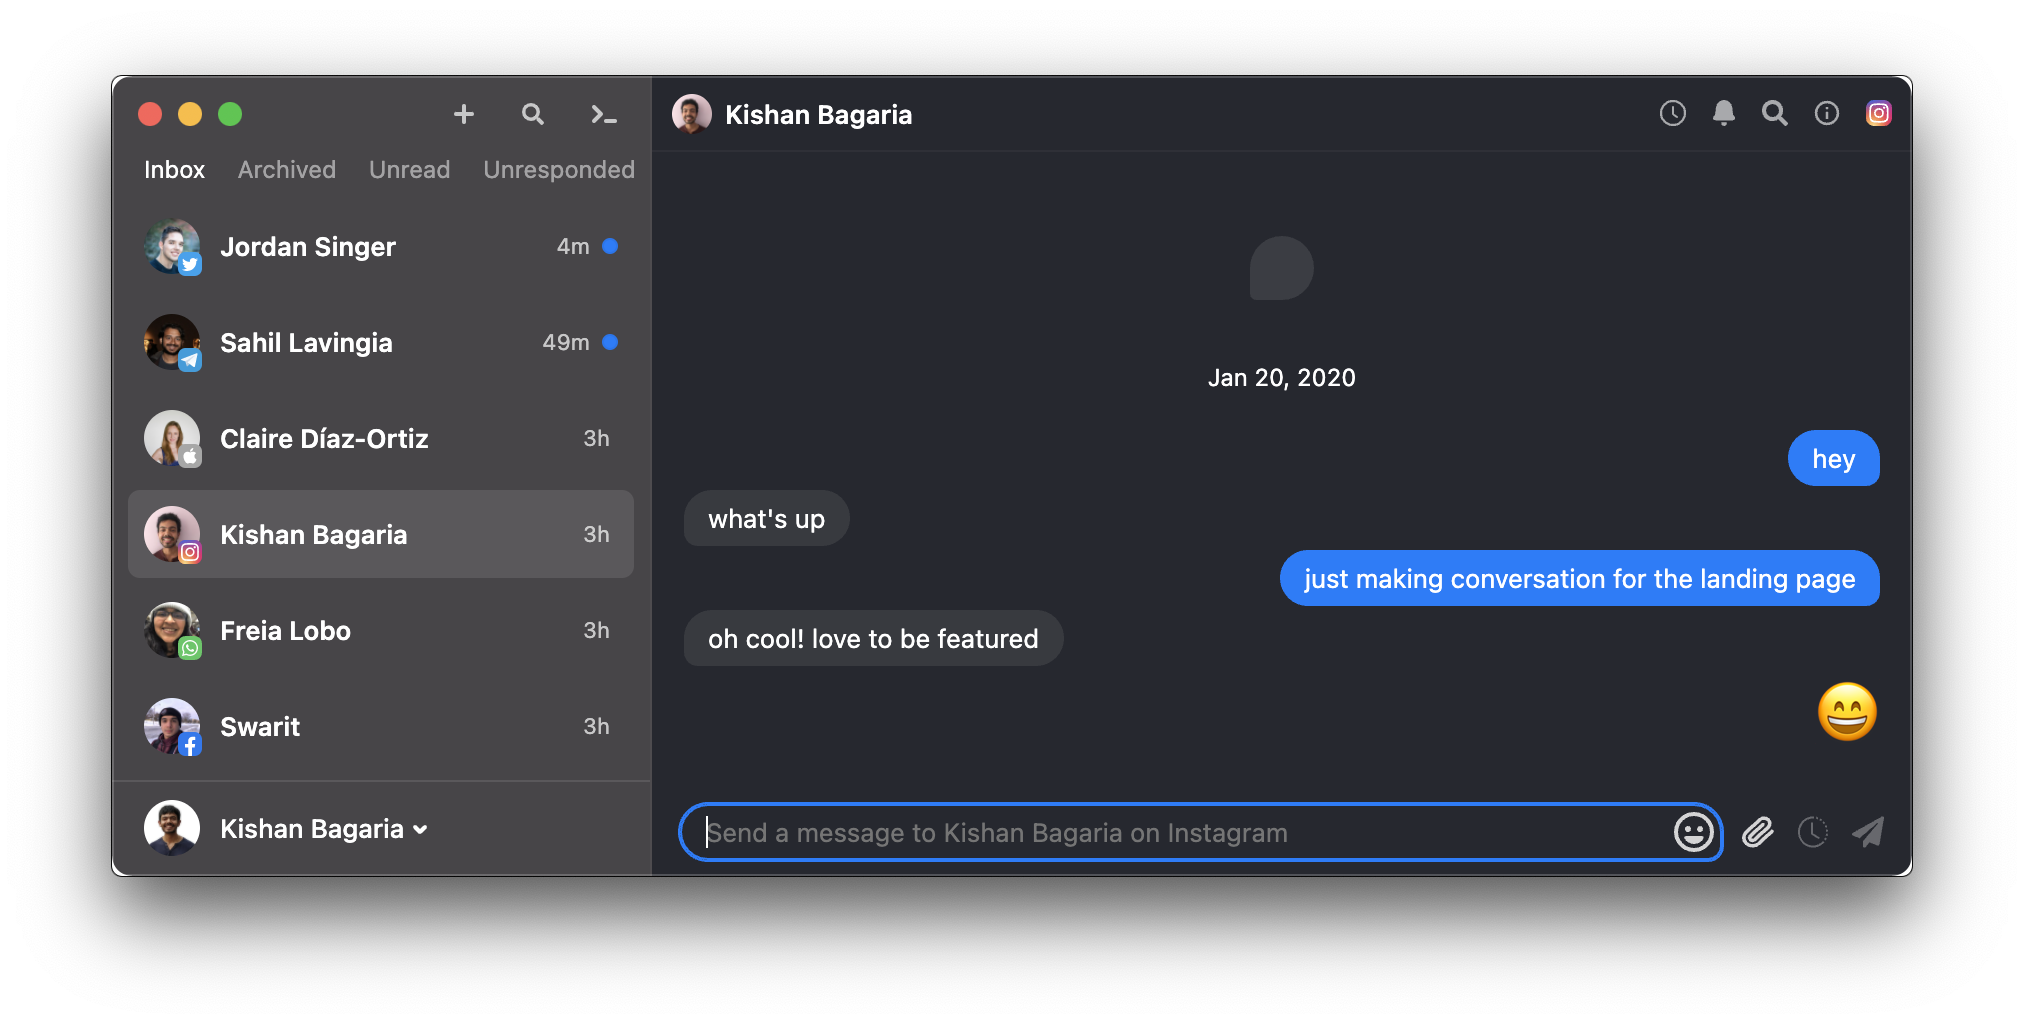 Inbox Archived Unread Unresponded
Jordan Singer 4m
Sahil Lavingia 49m
Claire Díaz-Ortiz 3h
Kishan Bagaria 3h
Freia Lobo 3h
Swarit 3h
Kishan Bagaria
Kishan Bagaria
Jan 20, 2020
hey
what's up
just making conversation for the landing page
oh cool! love to be featured
Send a message to Kishan Bagaria on Instagram